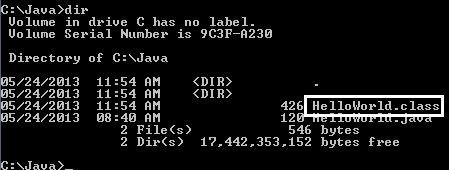 C:\Java>dir
Volume in drive C has no label.
Volume Serial Number is 9C3F-A230
Directory of C:\Java
05/24/2013 11:54 AM <DIR> .
05/24/2013 11:54 AM <DIR> ..
05/24/2013 11:54 AM 426 HelloWorld.class
05/24/2013 08:40 AM 120 HelloWorld.java
2 File(s) 546 bytes
2 Dir(s) 17,442,353,152 bytes free
C:\Java>_